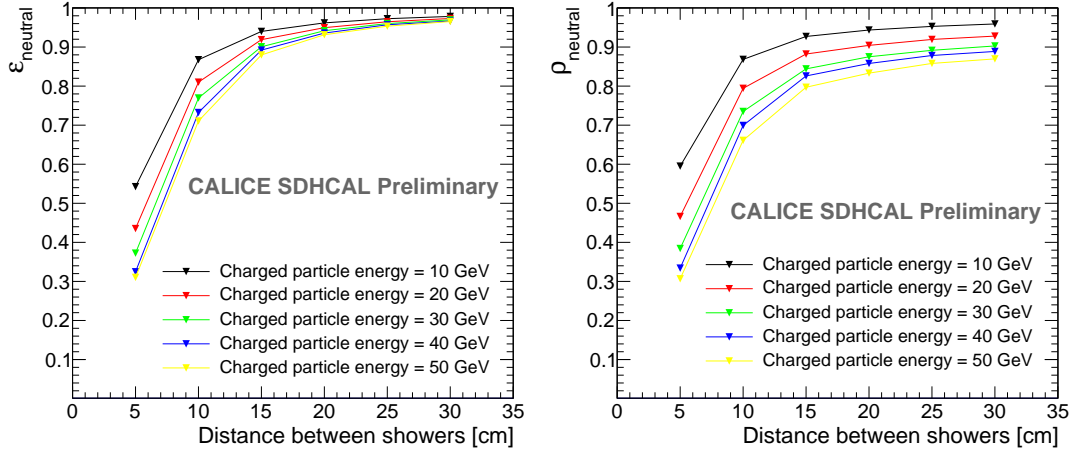 ε neutral
1
0.9
0.8
0.7
0.6
0.5
0.4
0.3
0.2
0.1
CALICE SDHCAL Preliminary
Charged particle energy = 10 GeV
Charged particle energy = 20 GeV
Charged particle energy = 30 GeV
Charged particle energy = 40 GeV
Charged particle energy = 50 GeV
0 5 10 15 20 25 30 35
Distance between showers [cm]
ρ neutral
1
0.9
0.8
0.7
0.6
0.5
0.4
0.3
0.2
0.1
CALICE SDHCAL Preliminary
Charged particle energy = 10 GeV
Charged particle energy = 20 GeV
Charged particle energy = 30 GeV
Charged particle energy = 40 GeV
Charged particle energy = 50 GeV
0 5 10 15 20 25 30 35
Distance between showers [cm]